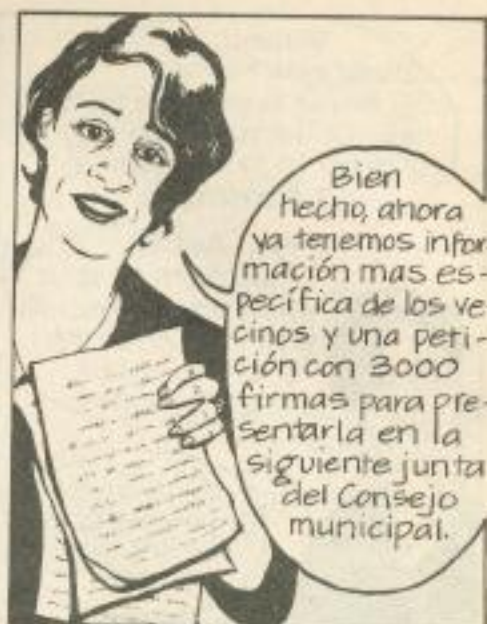 Bien
hecho, ahora
ya tenemos infor
mación mas es-
pecífica de los ve
cinos y una peti-
ción con 3000
firmas para pre-
sentarla en la
siguiente junta
del Consejo
municipal.